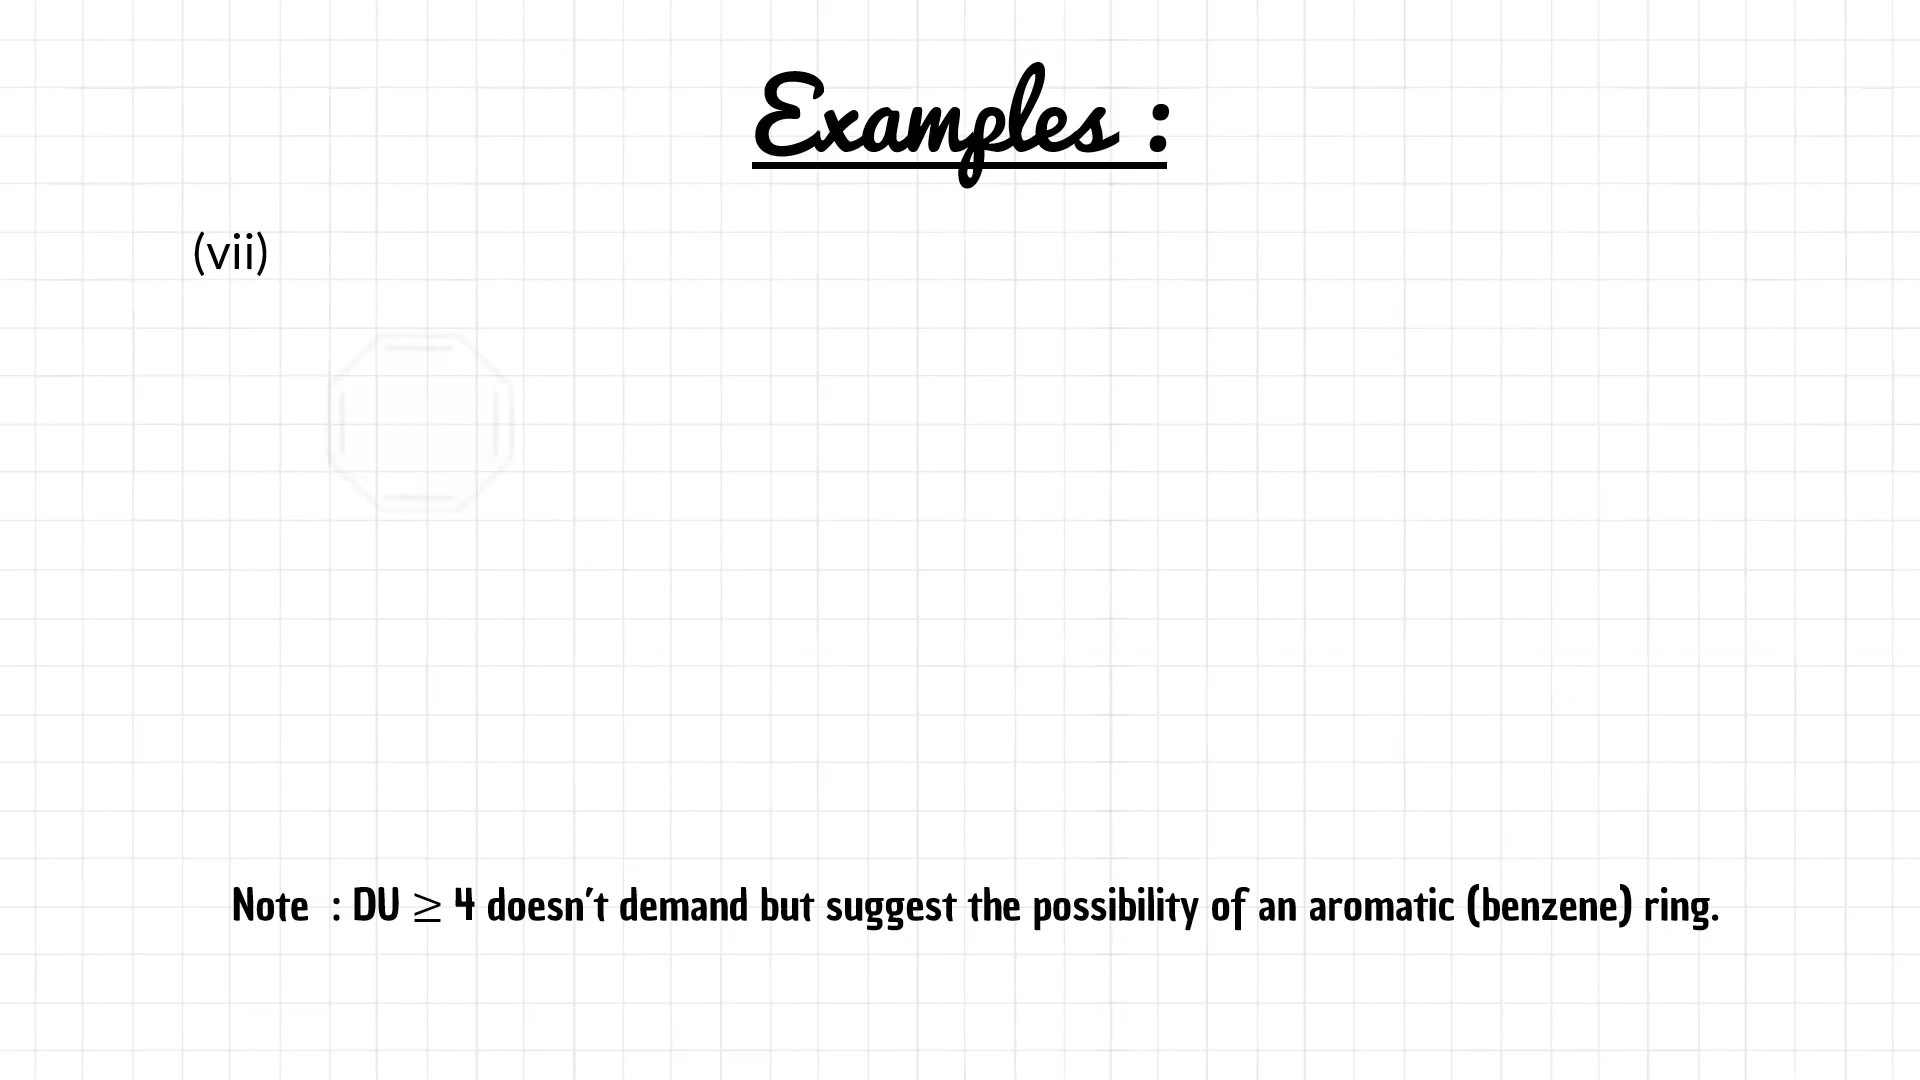 Examples :
(vii)
Note : DU ≥ 4 doesn't demand but suggest the possibility of an aromatic (benzene) ring.